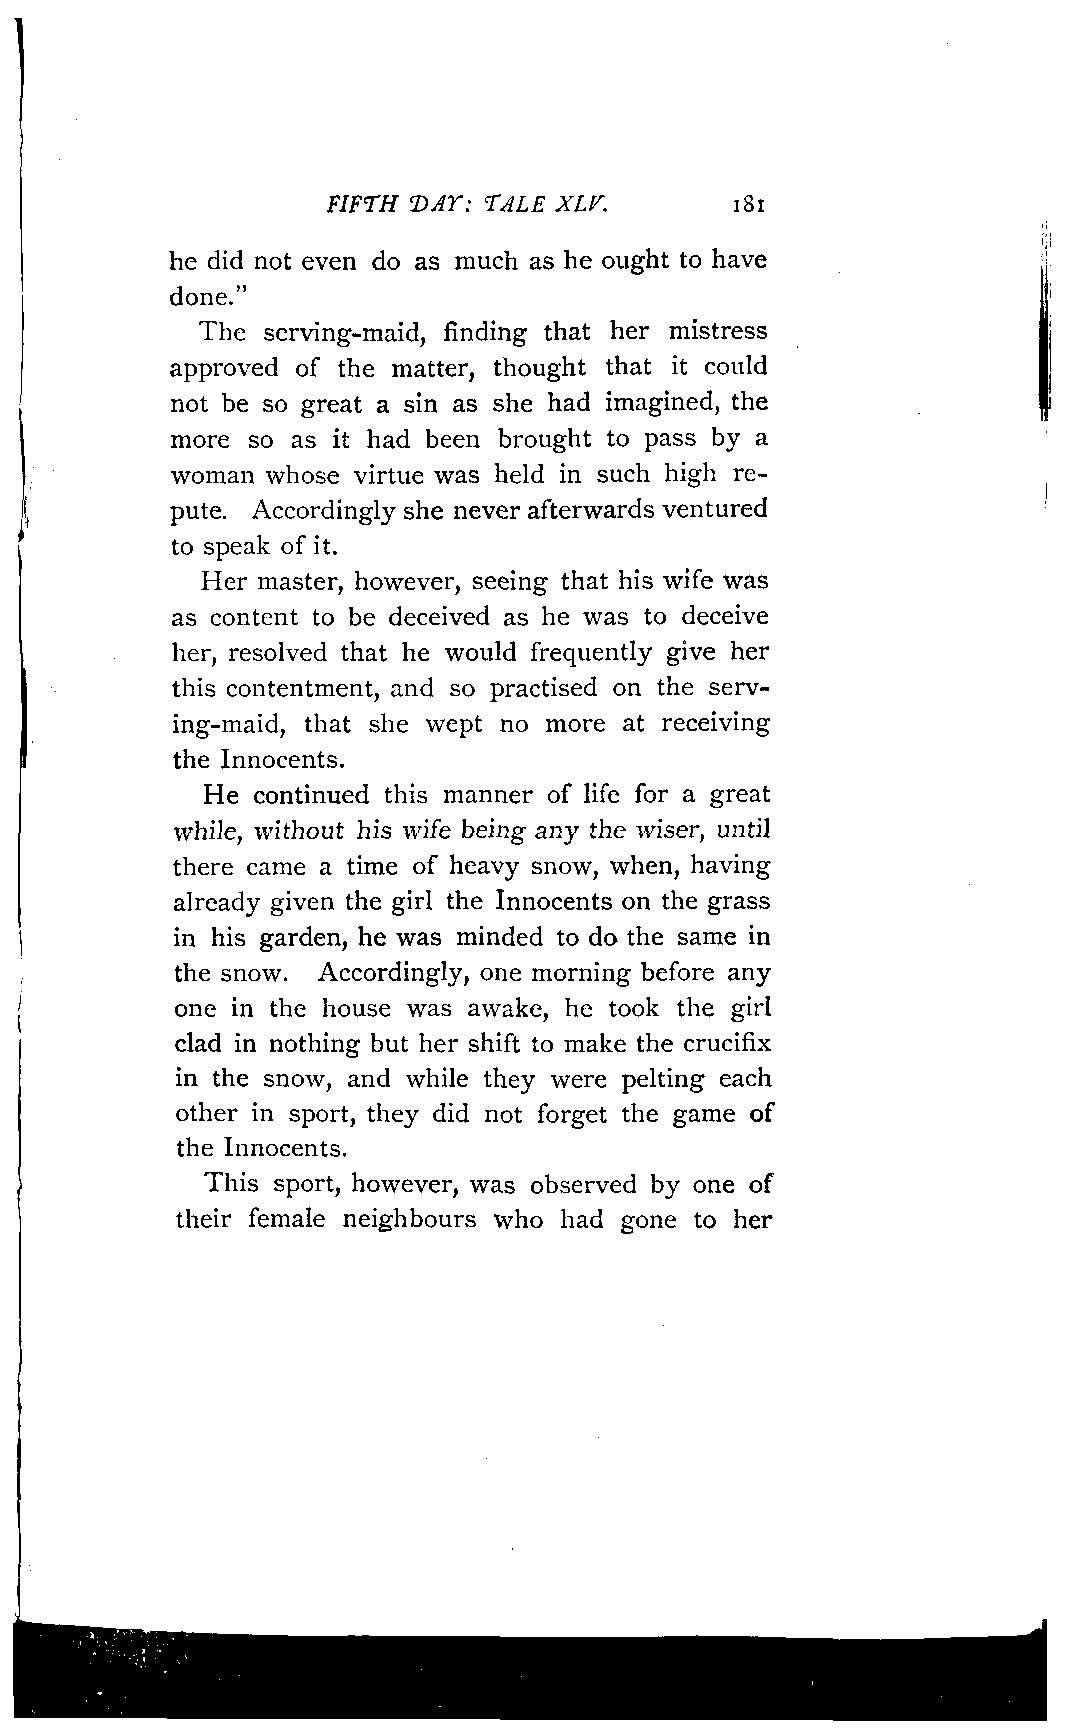 FIFTH DAY: TALE XLV. 181
he did not even do as much as he ought to have
done."
The serving-maid, finding that her mistress
approved of the matter, thought that it could
not be so great a sin as she had imagined, the
more so as it had been brought to pass by a
woman whose virtue was held in such high re-
pute. Accordingly she never afterwards ventured
to speak of it.
Her master, however, seeing that his wife was
as content to be deceived as he was to deceive
her, resolved that he would frequently give her
this contentment, and so practised on the serv-
ing-maid, that she wept no more at receiving
the Innocents.
He continued this manner of life for a great
while, without his wife being any the wiser, until
there came a time of heavy snow, when, having
already given the girl the Innocents on the grass
in his garden, he was minded to do the same in
the snow. Accordingly, one morning before any
one in the house was awake, he took the girl
clad in nothing but her shift to make the crucifix
in the snow, and while they were pelting each
other in sport, they did not forget the game of
the Innocents.
This sport, however, was observed by one of
their female neighbours who had gone to her